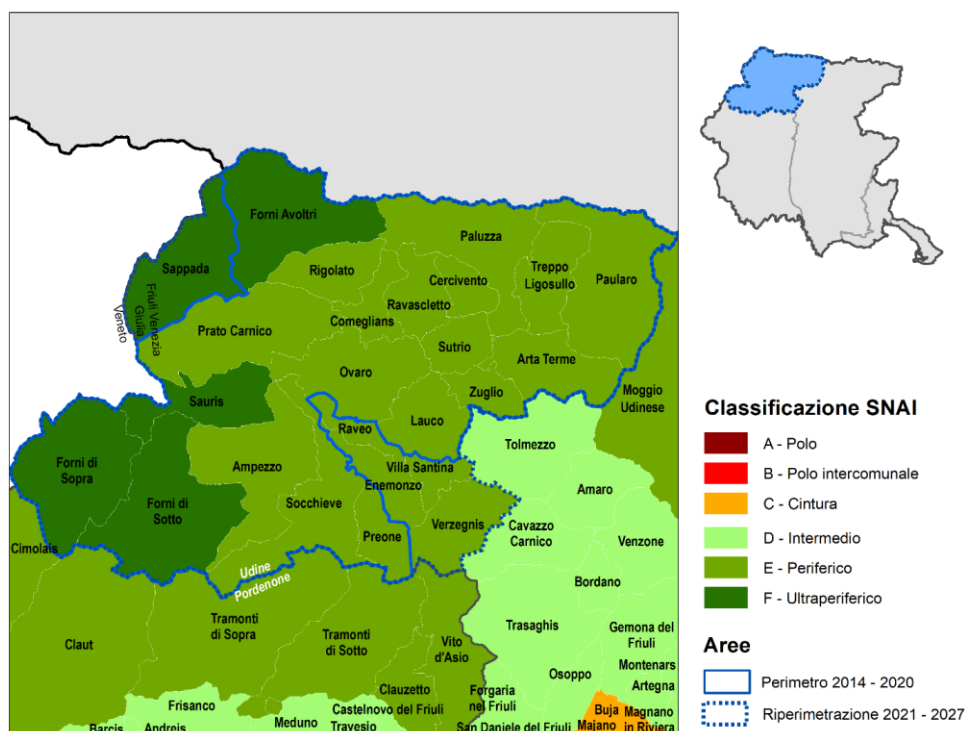 Forni Avoltri
Paluzza
Sappada
Rigolato
Cercivento
Treppo
Ligosullo
Paularo
Veneto
Friuli Venezia
Giulia
Ravascletto
Comeglians
Prato Carnico
Sutrio
Arta Terme
Ovaro
Moggio
Udinese
Sauris
Zuglio
Lauco
Raveo
Tolmezzo
Forni di
Sopra
Ampezzo
Villa Santina
Enemonzo
Amaro
Forni di
Sotto
Socchieve
Verzegnis
Cavazzo
Carnico
Preone
Venzone
Cimolais
Udine
Pordenone
Bordano
Tramonti
di Sopra
Trasaghis
Gemona del
Friuli
Claut
Tramonti
di Sotto
Vito
d'Asio
Montenars
Osoppo
Artegna
Clauzetto
Forgaria
nel Friuli
Frisanco
Castelnovo del Friuli
Buja
Magnano
in Riviera
Meduno
Travesio
San Daniele del Friuli
Majano
Barcis
Andreis
Classificazione SNAI
A - Polo
B - Polo intercomunale
C - Cintura
D - Intermedio
E - Periferico
F - Ultraperiferico
Aree
Perimetro 2014 - 2020
Riperimetrazione 2021 - 2027